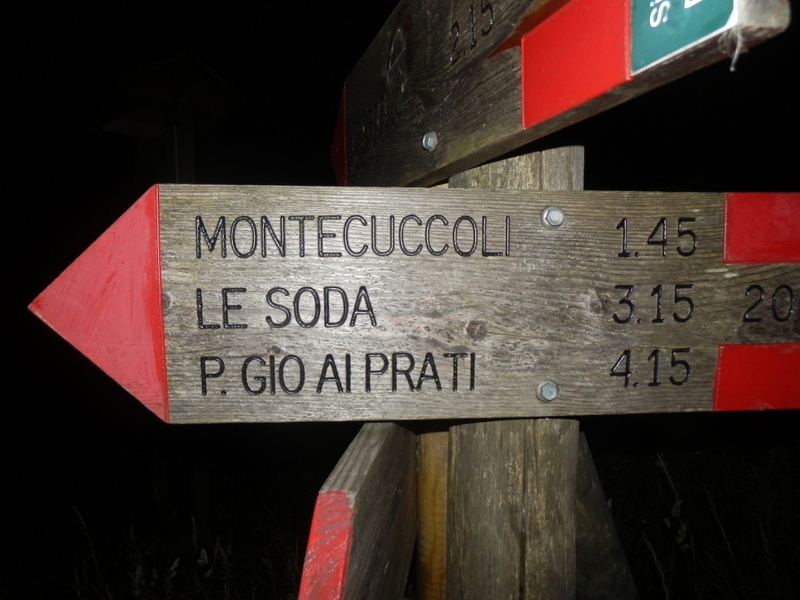 2.15
MONTECUCCOLI 1.45
LE SODA 3.15 20
P. GIO AI PRATI 4.15